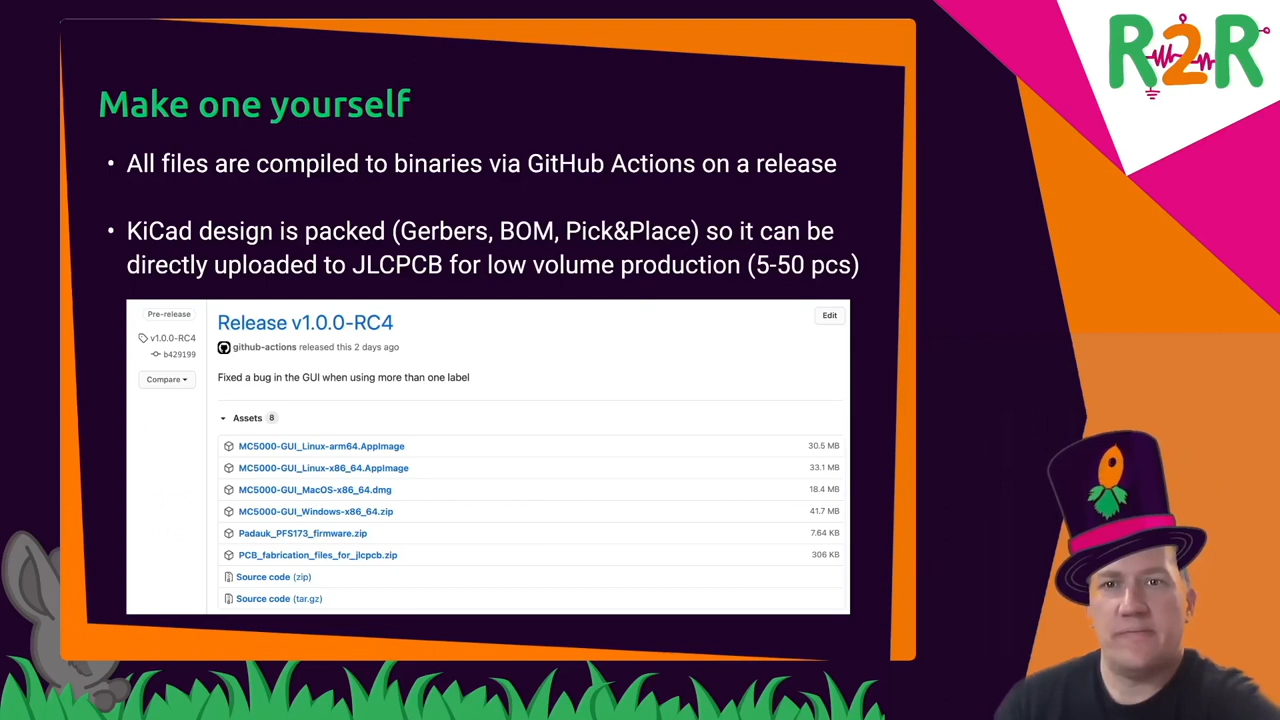 R2R
Make one yourself
• All files are compiled to binaries via GitHub Actions on a release
• KiCad design is packed (Gerbers, BOM, Pick&Place) so it can be
directly uploaded to JLCPCB for low volume production (5-50 pcs)
Pre-release
v1.0.0-RC4
b429199
Compare
Release v1.0.0-RC4
Edit
github-actions released this 2 days ago
Fixed a bug in the GUI when using more than one label
Assets 8
MC5000-GUI_Linux-arm64.AppImage 30.5 MB
MC5000-GUI_Linux-x86_64.AppImage 33.1 MB
MC5000-GUI_MacOS-x86_64.dmg 18.4 MB
MC5000-GUI_Windows-x86_64.zip 41.7 MB
Padauk_PFS173_firmware.zip 7.64 KB
PCB_fabrication_files_for_jlcpcb.zip 306 KB
Source code (zip)
Source code (tar.gz)